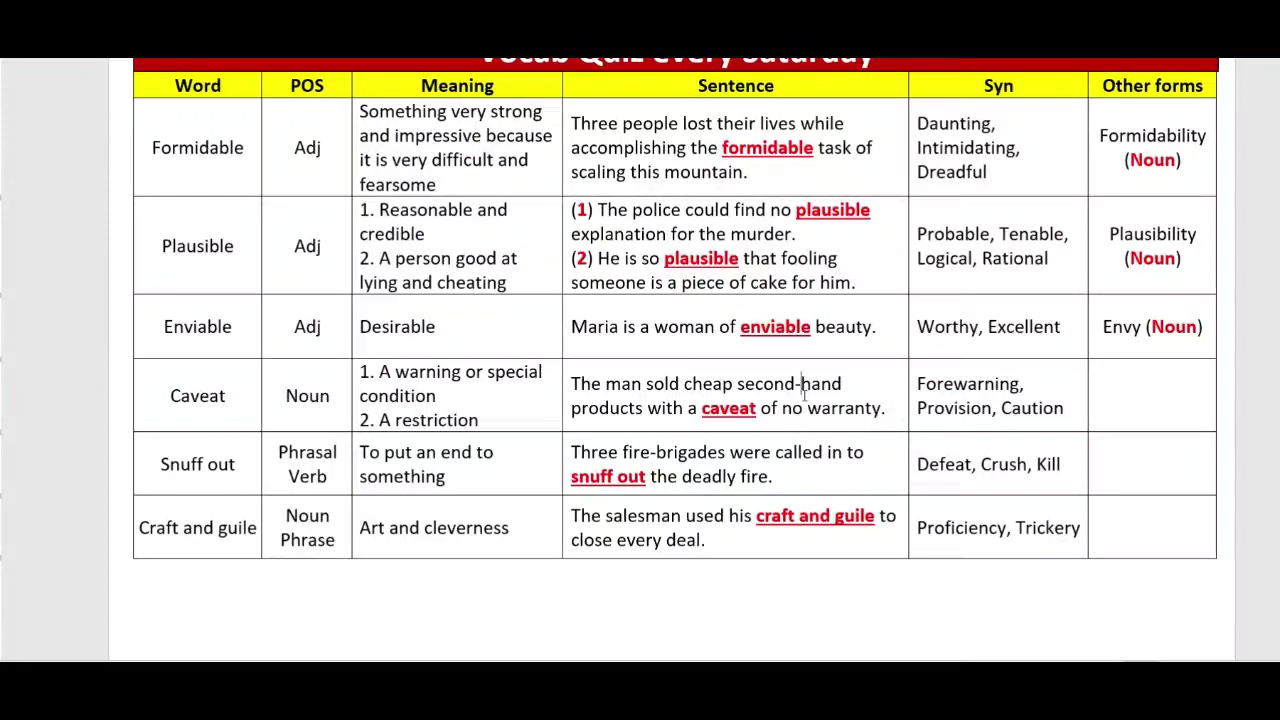 Vocab Quiz every Saturday
Word POS Meaning Sentence Syn Other forms
Formidable
Adj
Something very strong
and impressive because
it is very difficult and
fearsome
Three people lost their lives while
accomplishing the formidable task of
scaling this mountain.
Daunting,
Intimidating,
Dreadful
Formidability
(Noun)
Plausible
Adj
1. Reasonable and
credible
2. A person good at
lying and cheating
(1) The police could find no plausible
explanation for the murder.
(2) He is so plausible that fooling
someone is a piece of cake for him.
Probable, Tenable,
Logical, Rational
Plausibility
(Noun)
Enviable
Adj
Desirable
Maria is a woman of enviable beauty.
Worthy, Excellent
Envy (Noun)
Caveat
Noun
1. A warning or special
condition
2. A restriction
The man sold cheap second-hand
products with a caveat of no warranty.
Forewarning,
Provision, Caution
Snuff out
Phrasal
Verb
To put an end to
something
Three fire-brigades were called in to
snuff out the deadly fire.
Defeat, Crush, Kill
Craft and guile
Noun
Phrase
Art and cleverness
The salesman used his craft and guile to
close every deal.
Proficiency, Trickery